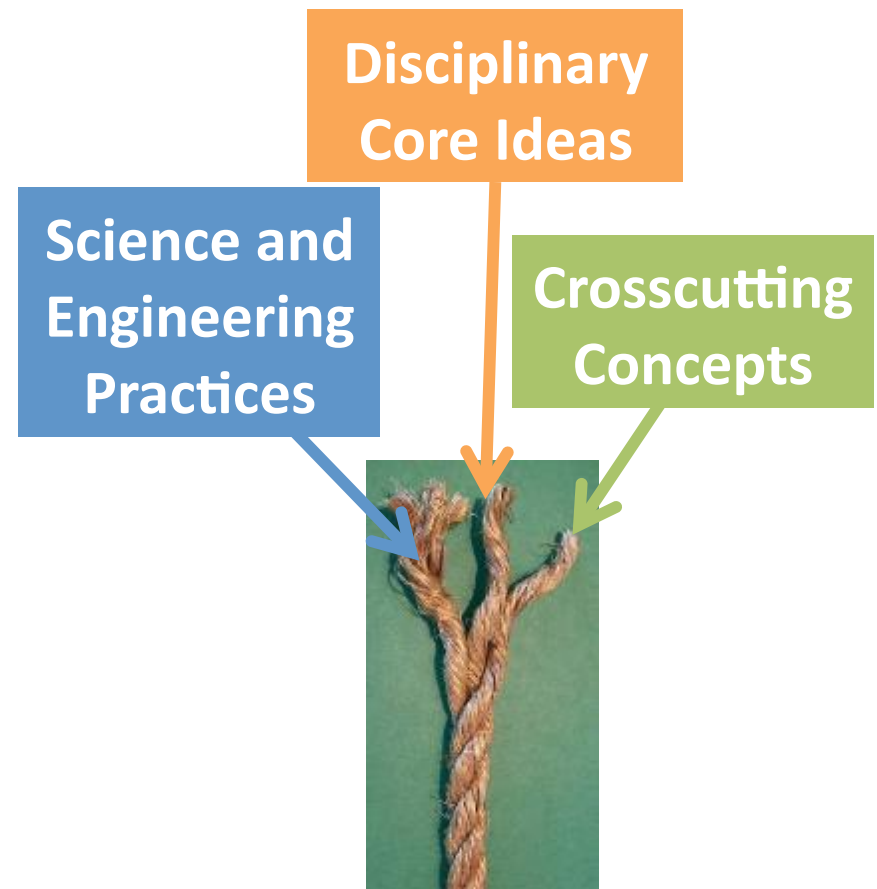 Disciplinary
Core Ideas
Science and
Engineering
Practices
Crosscutting
Concepts